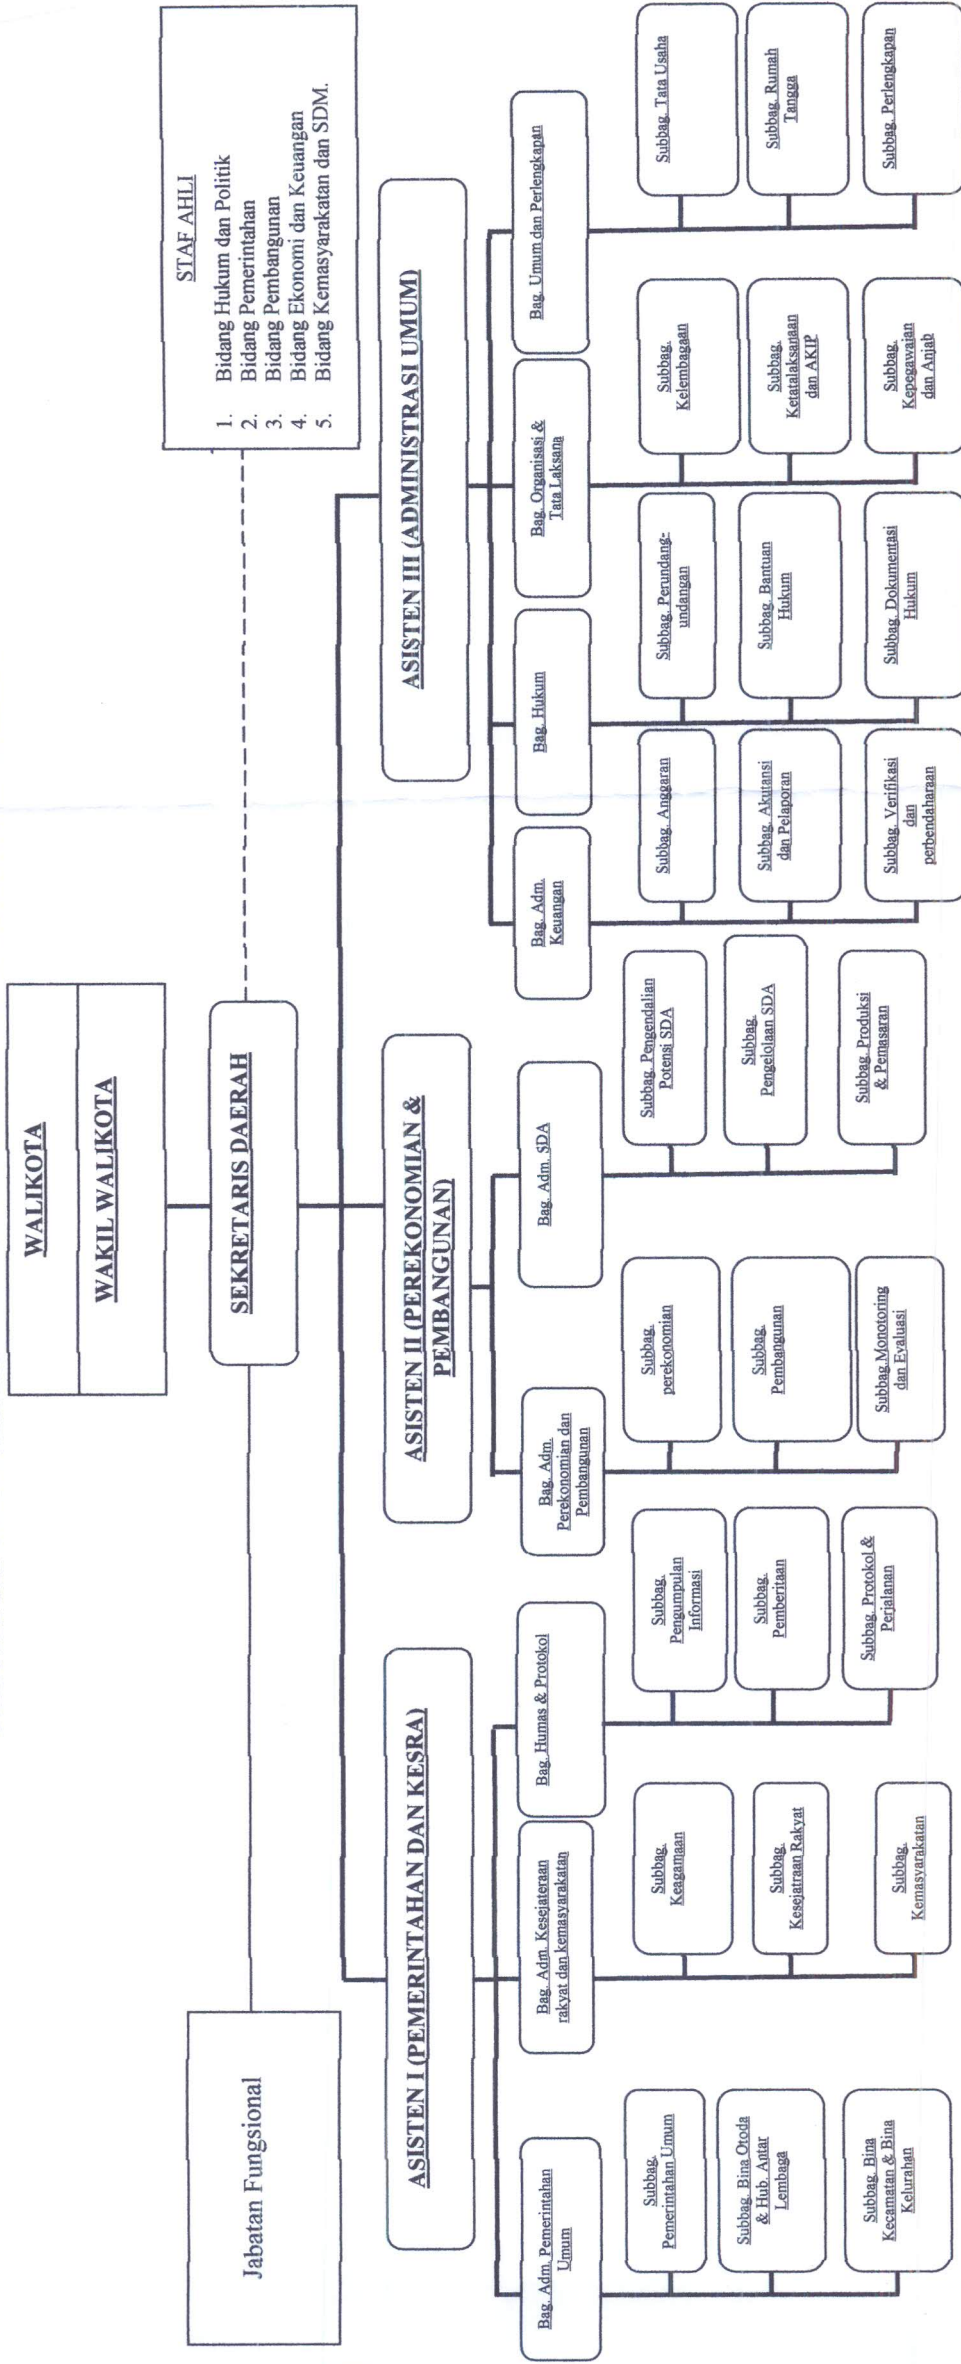 WALIKOTA
WAKIL WALIKOTA
SEKRETARIS DAERAH
Jabatan Fungsional
STAF AHLI
1. Bidang Hukum dan Politik
2. Bidang Pemerintahan
3. Bidang Pembangunan
4. Bidang Ekonomi dan Keuangan
5. Bidang Kemasyarakatan dan SDM.
ASISTEN I (PEMERINTAHAN DAN KESRA)
ASISTEN II (PEREKONOMIAN &
PEMBANGUNAN)
ASISTEN III (ADMINISTRASI UMUM)
Bag. Adm. Pemerintahan
Umum
Bag. Adm. Kesejateraan
rakyat dan kemasyarakatan
Bag. Humas & Protokol
Bag. Adm.
Perekonomian dan
Pembangunan
Bag. Adm. SDA
Bag. Adm.
Keuangan
Bag. Hukum
Bag. Organisasi &
Tata Laksana
Bag. Umum dan Perlengkapan
Subbag.
Pemerintahan Umum
Subbag. Bina Otoda
& Hub. Antar
Lembaga
Subbag. Bina
Kecamatan & Bina
Kelurahan
Subbag.
Keagamaan
Subbag.
Kesejatraan Rakyat
Subbag.
Kemasyarakatan
Subbag.
Pengumpulan
Informasi
Subbag.
Pemberitaan
Subbag. Protokol &
Perjalanan
Subbag.
perekonomian
Subbag.
Pembangunan
Subbag.Monotoring
dan Evaluasi
Subbag. Pengendalian
Potensi SDA
Subbag.
Pengelolaan SDA
Subbag. Produksi
& Pemasaran
Subbag. Anggaran
Subbag. Akutansi
dan Pelaporan
Subbag. Verifikasi
dan
perbendaharaan
Subbag. Perundang-
undangan
Subbag. Bantuan
Hukum
Subbag. Dokumentasi
Hukum
Subbag.
Kelembagaan
Subbag.
Ketatalaksanaan
dan AKIP
Subbag.
Kepegawaian
dan Anjab
Subbag. Tata Usaha
Subbag. Rumah
Tangga
Subbag. Perlengkapan